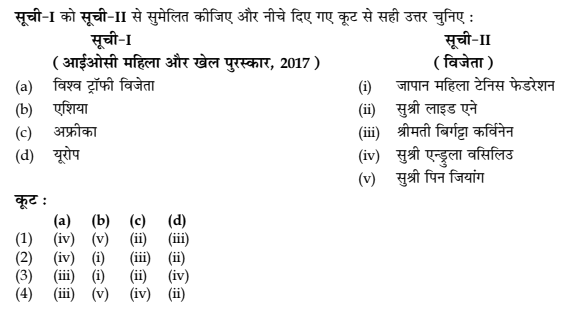 सूची-I को सूची-II से सुमेलित कीजिए और नीचे दिए गए कूट से सही उत्तर चुनिए :
सूची-I सूची-II
( आईओसी महिला और खेल पुरस्कार, 2017 ) ( विजेता )
(a) विश्व ट्रॉफी विजेता (i) जापान महिला टेनिस फेडरेशन
(b) एशिया (ii) सुश्री लाइड एने
(c) अफ्रीका (iii) श्रीमती बिर्गट्टा कर्विनेन
(d) यूरोप (iv) सुश्री एन्ड्रुला वसिलिउ
(v) सुश्री पिन जियांग
कूट :
(a) (b) (c) (d)
(1) (iv) (v) (ii) (iii)
(2) (iv) (i) (iii) (ii)
(3) (iii) (i) (ii) (iv)
(4) (iii) (v) (iv) (ii)